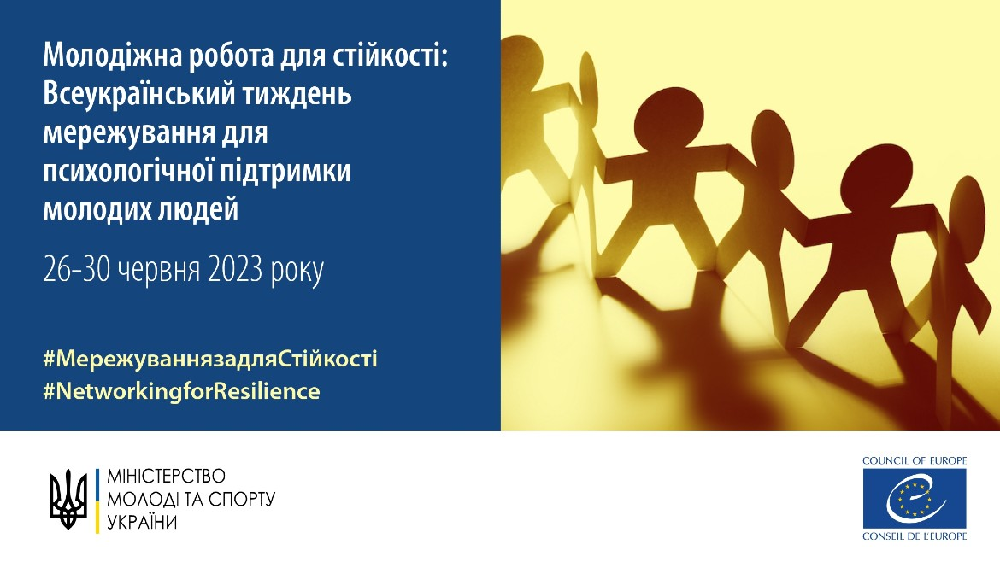 Молодіжна робота для стійкості:
Всеукраїнський тиждень
мережування для
психологічної підтримки
молодих людей
26-30 червня 2023 року
#МережуваннязадляСтійкості
#NetworkingforResilience
МІНІСТЕРСТВО
МОЛОДІ ТА СПОРТУ
УКРАЇНИ
COUNCIL OF EUROPE
CONSEIL DE L'EUROPE